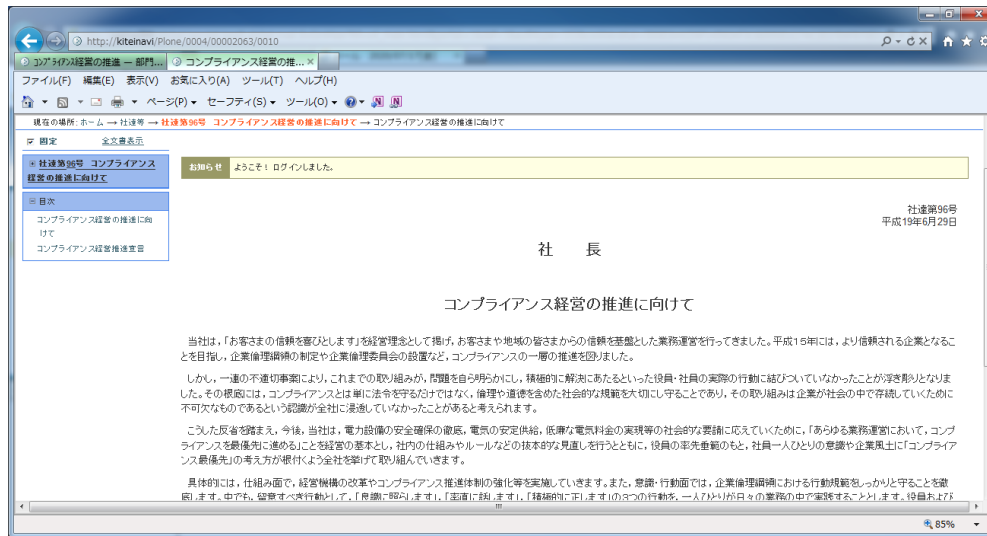 http://kiteinavi/Plone/0004/00002063/0010
ｺﾝﾌﾟﾗｲｱﾝｽ経営の推進 — 部門...
コンプライアンス経営の推... ×
ファイル(F) 編集(E) 表示(V) お気に入り(A) ツール(T) ヘルプ(H)
ページ(P) セーフティ(S) ツール(O)
現在の場所: ホーム → 社達等 → 社達第96号 コンプライアンス経営の推進に向けて → コンプライアンス経営の推進に向けて
固定 全文書表示
社達第96号 コンプライアンス
経営の推進に向けて
目次
コンプライアンス経営の推進に向
けて
コンプライアンス経営推進宣言
お知らせ ようこそ! ログインしました。
社達第96号
平成19年6月29日
社 長
コンプライアンス経営の推進に向けて
当社は，「お客さまの信頼を喜びとします」を経営理念として掲げ，お客さまや地域の皆さまからの信頼を基盤とした業務運営を行ってきました。平成15年には，より信頼される企業となるこ
とを目指し，企業倫理綱領の制定や企業倫理委員会の設置など，コンプライアンスの一層の推進を図りました。
しかし，一連の不適切事案により，これまでの取り組みが，問題を自ら明らかにし，積極的に解決にあたるといった役員・社員の実際の行動に結びついていなかったことが浮き彫りとなりま
した。その根底には，コンプライアンスとは単に法令を守るだけではなく，倫理や道徳を含めた社会的な規範を大切にし守ることであり，その取り組みは企業が社会の中で存続していくために
不可欠なものであるという認識が全社に浸透していなかったことがあると考えられます。
こうした反省を踏まえ，今後，当社は，電力設備の安全確保の徹底，電気の安定供給，低廉な電気料金の実現等の社会的な要請に応えていくために，「あらゆる業務運営において，コンプ
ライアンスを最優先に進める」ことを経営の基本とし，社内の仕組みやルールなどの抜本的な見直しを行うとともに，役員の率先垂範のもと，社員一人ひとりの意識や企業風土に「コンプライア
ンス最優先」の考え方が根付くよう全社を挙げて取り組んでいきます。
具体的には，仕組み面で，経営機構の改革やコンプライアンス推進体制の強化等を実施していきます。また，意識・行動面では，企業倫理綱領における行動規範をしっかりと守ることを徹
底します。中でも，留意すべき行動として，「良識に照らします」，「率直に話します」，「積極的に正します」の3つの行動を，一人ひとりが日々の業務の中で実践することとします。役員および
85%